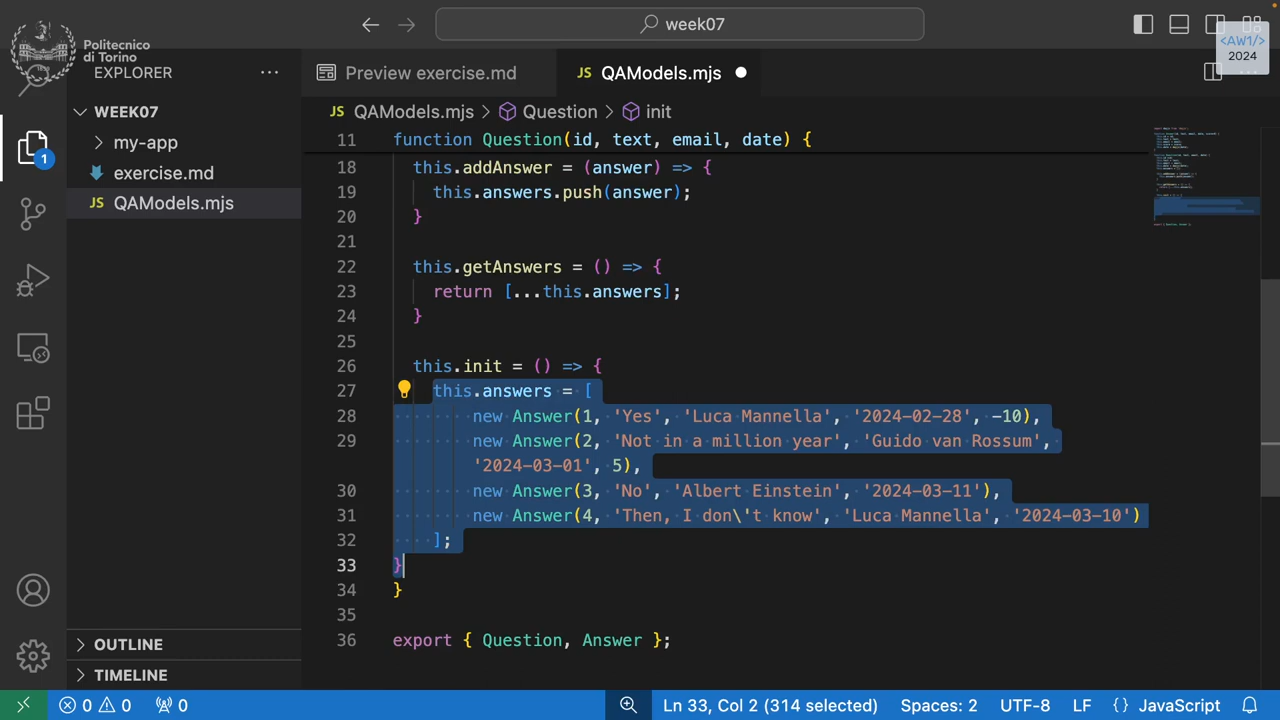 week07
Politecnico
di Torino
<AW1/>
2024
EXPLORER
Preview exercise.md
JS QAModels.mjs
WEEK07
my-app
exercise.md
JS QAModels.mjs
JS QAModels.mjs > Question > init
11 function Question(id, text, email, date) {
18 this.addAnswer = (answer) => {
19 this.answers.push(answer);
20 }
21
22 this.getAnswers = () => {
23 return [...this.answers];
24 }
25
26 this.init = () => {
27 this.answers = [
28 new Answer(1, 'Yes', 'Luca Mannella', '2024-02-28', -10),
29 new Answer(2, 'Not in a million year', 'Guido van Rossum',
'2024-03-01', 5),
30 new Answer(3, 'No', 'Albert Einstein', '2024-03-11'),
31 new Answer(4, 'Then, I don\'t know', 'Luca Mannella', '2024-03-10')
32 ];
33 }
34 }
35
36 export { Question, Answer };
1
OUTLINE
TIMELINE
0 0 0
Ln 33, Col 2 (314 selected) Spaces: 2 UTF-8 LF {} JavaScript